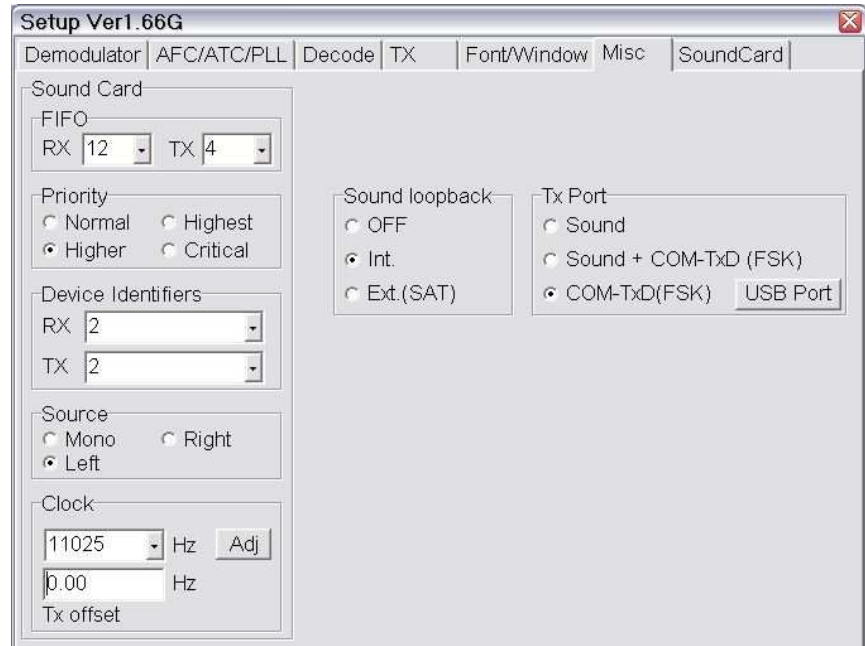 Setup Ver1.66G
Demodulator AFC/ATC/PLL Decode TX Font/Window Misc SoundCard
Sound Card
FIFO
RX 12 TX 4
Priority
Normal Highest
Higher Critical
Device Identifiers
RX 2
TX 2
Source
Mono Right
Left
Clock
11025 Hz Adj
0.00 Hz
Tx offset
Sound loopback
OFF
Int.
Ext.(SAT)
Tx Port
Sound
Sound + COM-TxD (FSK)
COM-TxD(FSK) USB Port